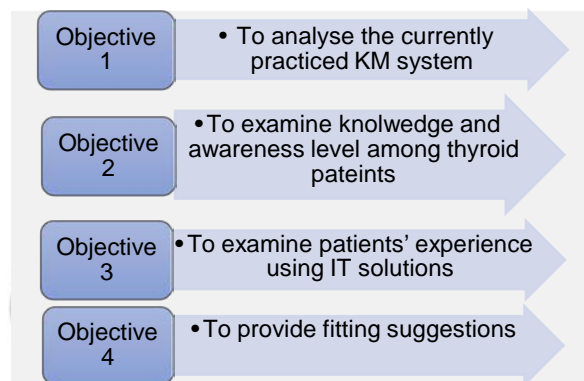 Objective
1
• To analyse the currently
practiced KM system
Objective
2
•To examine knolwedge and
awareness level among thyroid
pateints
Objective
3
•To examine patients’ experience
using IT solutions
Objective
4
•To provide fitting suggestions